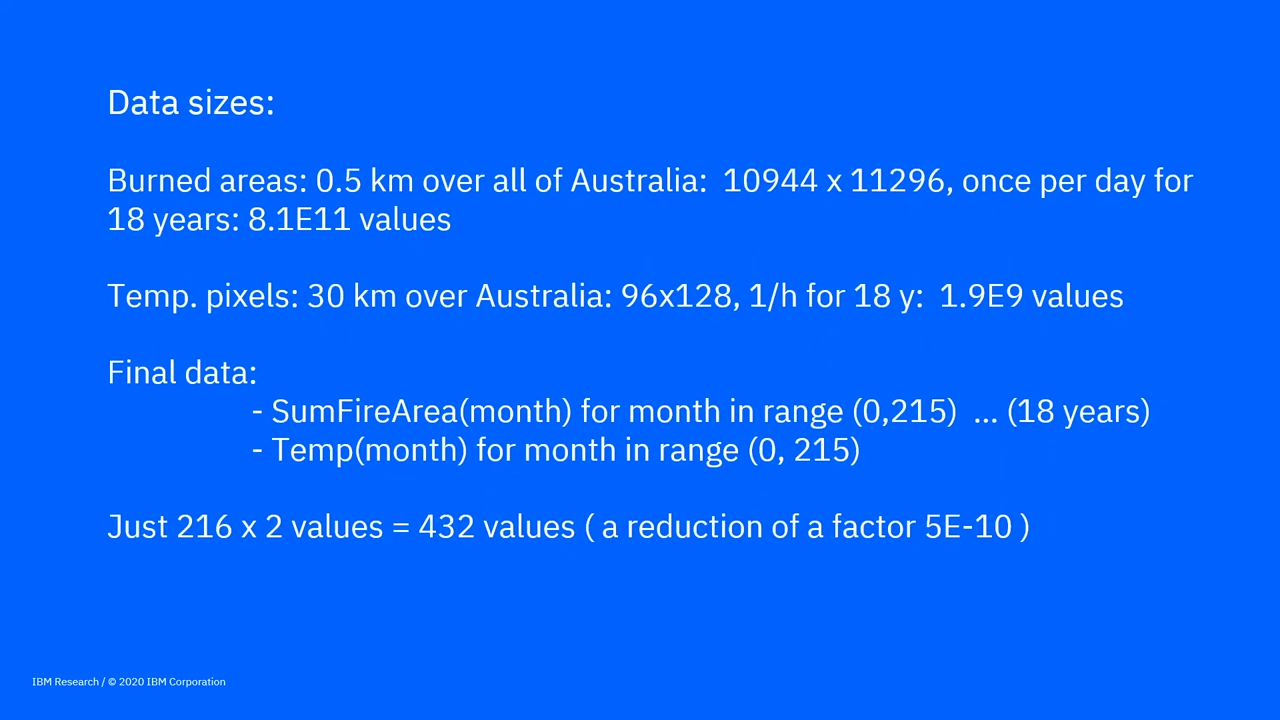 Data sizes:
Burned areas: 0.5 km over all of Australia: 10944 x 11296, once per day for
18 years: 8.1E11 values
Temp. pixels: 30 km over Australia: 96x128, 1/h for 18 y: 1.9E9 values
Final data:
- SumFireArea(month) for month in range (0,215) ... (18 years)
- Temp(month) for month in range (0, 215)
Just 216 x 2 values = 432 values ( a reduction of a factor 5E-10 )
IBM Research / © 2020 IBM Corporation